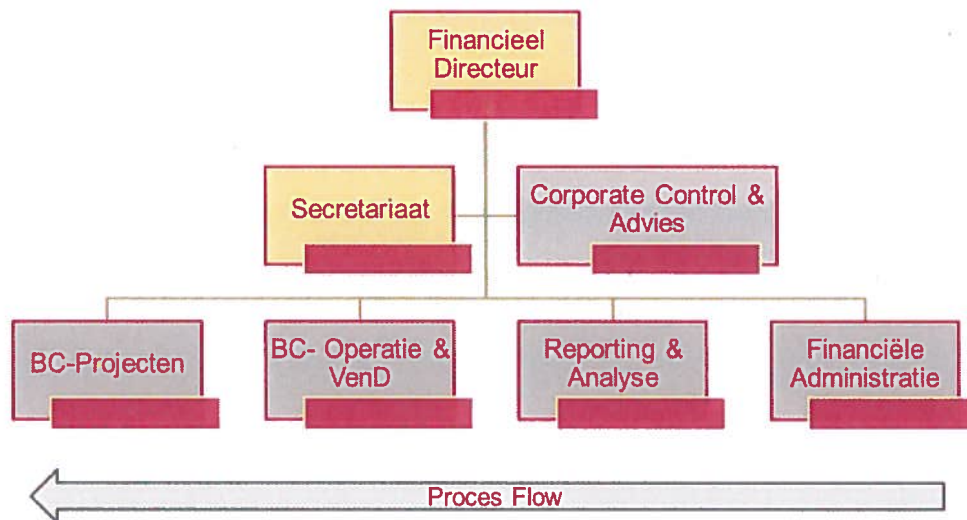 Financieel
Directeur
Secretariaat
Corporate Control &
Advies
BC-Projecten
BC- Operatie &
VenD
Reporting &
Analyse
Financiële
Administratie
Proces Flow